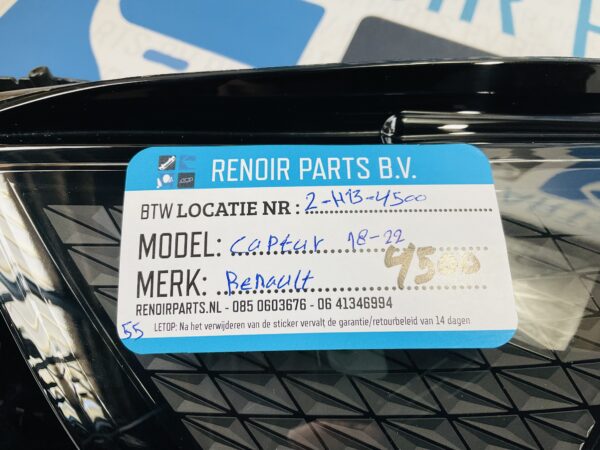 RENOIR PARTS B.V.
BTW LOCATIE NR: 2-H13-4500
MODEL: Captur 18-22
MERK: Renault 4500
RENOIRPARTS.NL - 085 0603676 - 06 41346994
55 LETOP: Na het verwijderen van de sticker vervalt de garantie/retourbeleid van 14 dagen